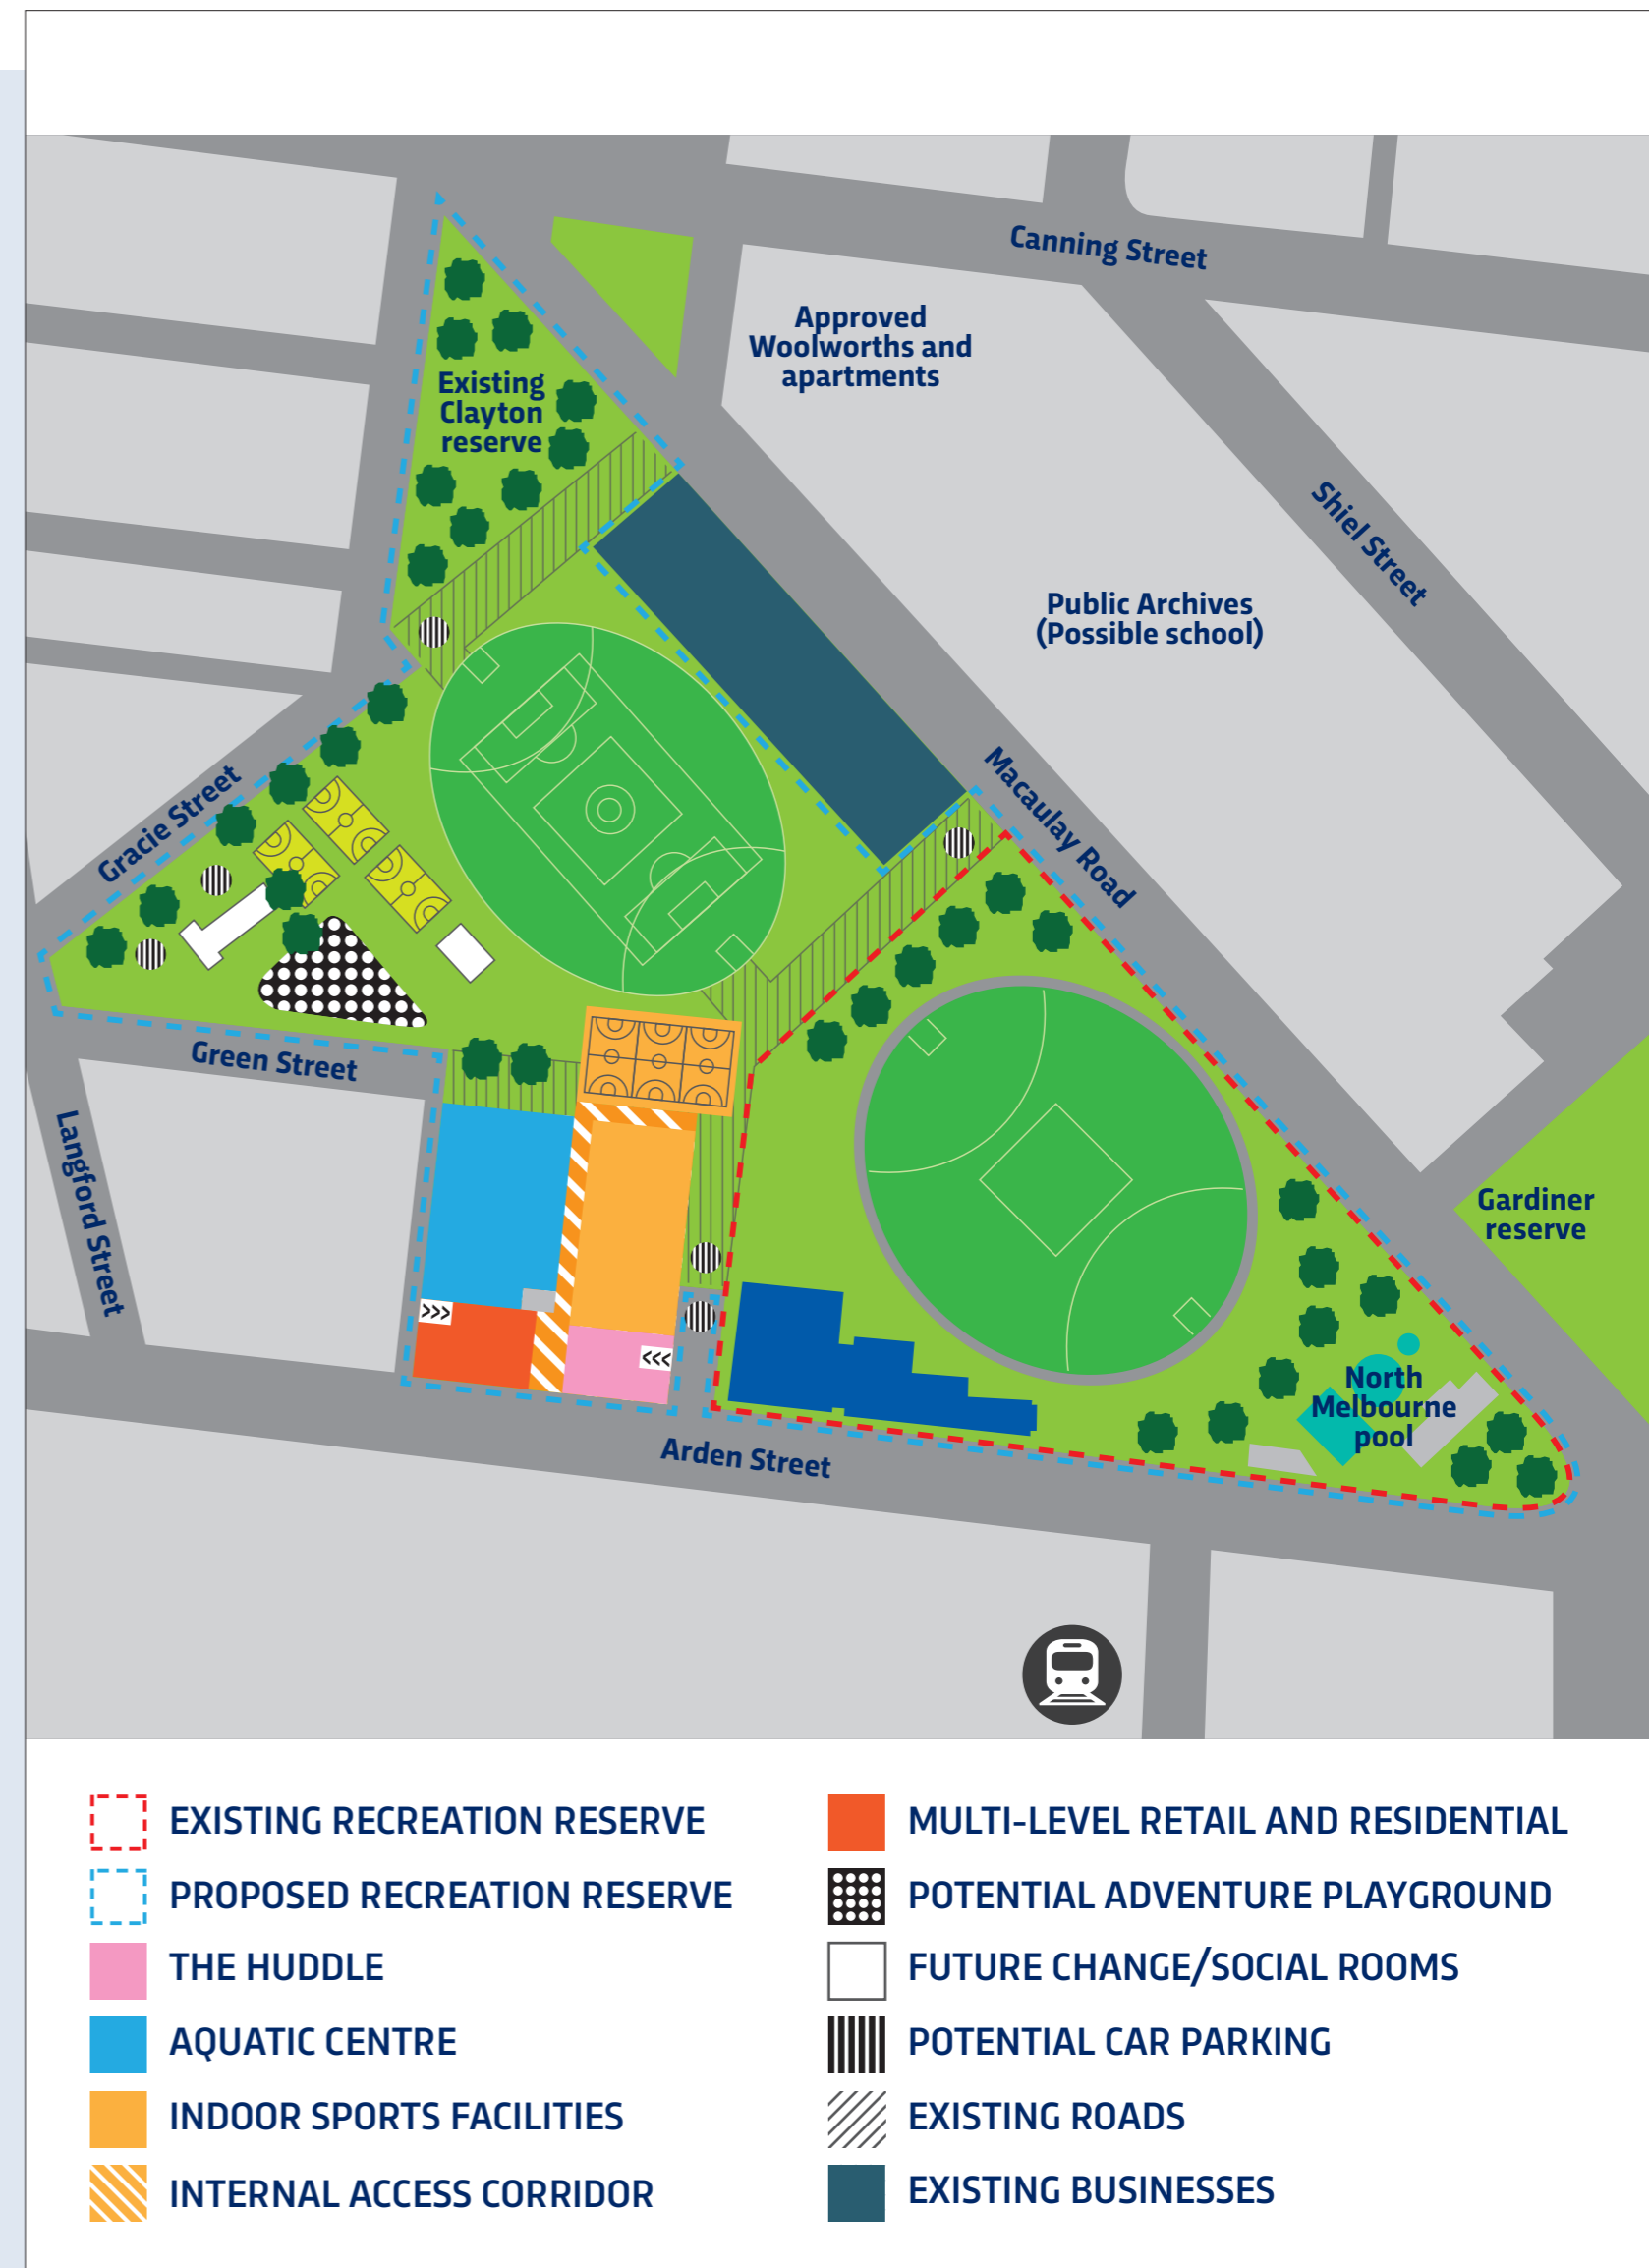 Canning Street
Approved
Woolworths and
apartments
Existing
Clayton
reserve
Shiel Street
Public Archives
(Possible school)
Macaulay Road
Gracie Street
Green Street
Langford Street
Gardiner
reserve
>>>
<<<
North
Melbourne
pool
Arden Street
EXISTING RECREATION RESERVE
PROPOSED RECREATION RESERVE
THE HUDDLE
AQUATIC CENTRE
INDOOR SPORTS FACILITIES
INTERNAL ACCESS CORRIDOR
MULTI-LEVEL RETAIL AND RESIDENTIAL
POTENTIAL ADVENTURE PLAYGROUND
FUTURE CHANGE/SOCIAL ROOMS
POTENTIAL CAR PARKING
EXISTING ROADS
EXISTING BUSINESSES